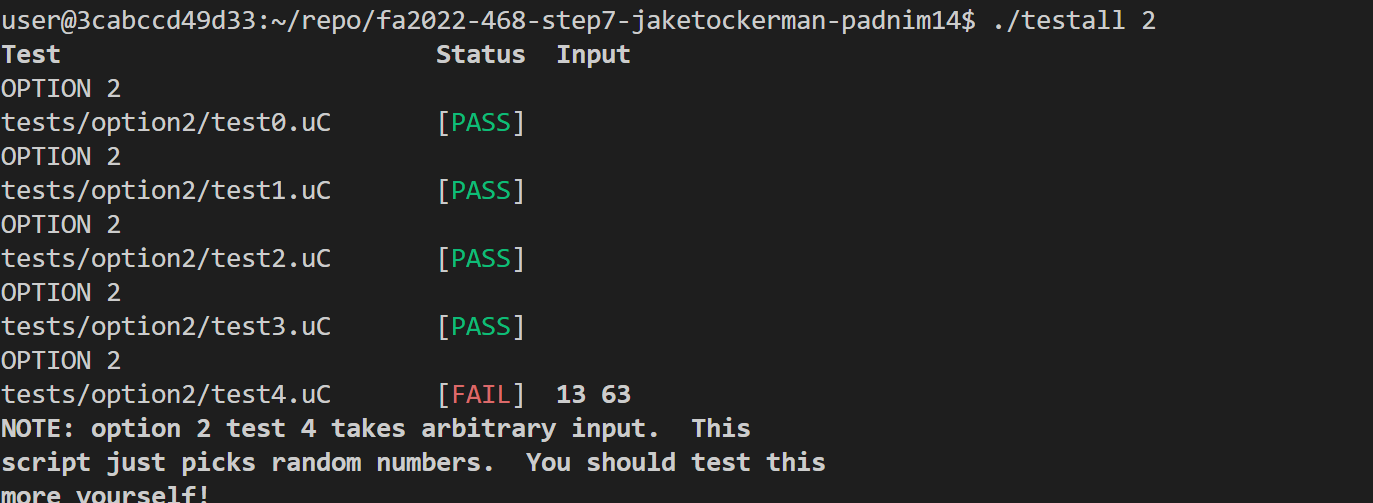 user@3cabccd49d33:~/repo/fa2022-468-step7-jaketockerman-padnim14$ ./testall 2
Test Status Input
OPTION 2
tests/option2/test0.uC [PASS]
OPTION 2
tests/option2/test1.uC [PASS]
OPTION 2
tests/option2/test2.uC [PASS]
OPTION 2
tests/option2/test3.uC [PASS]
OPTION 2
tests/option2/test4.uC [FAIL] 13 63
NOTE: option 2 test 4 takes arbitrary input.  This
script just picks random numbers.  You should test this
more yourself!